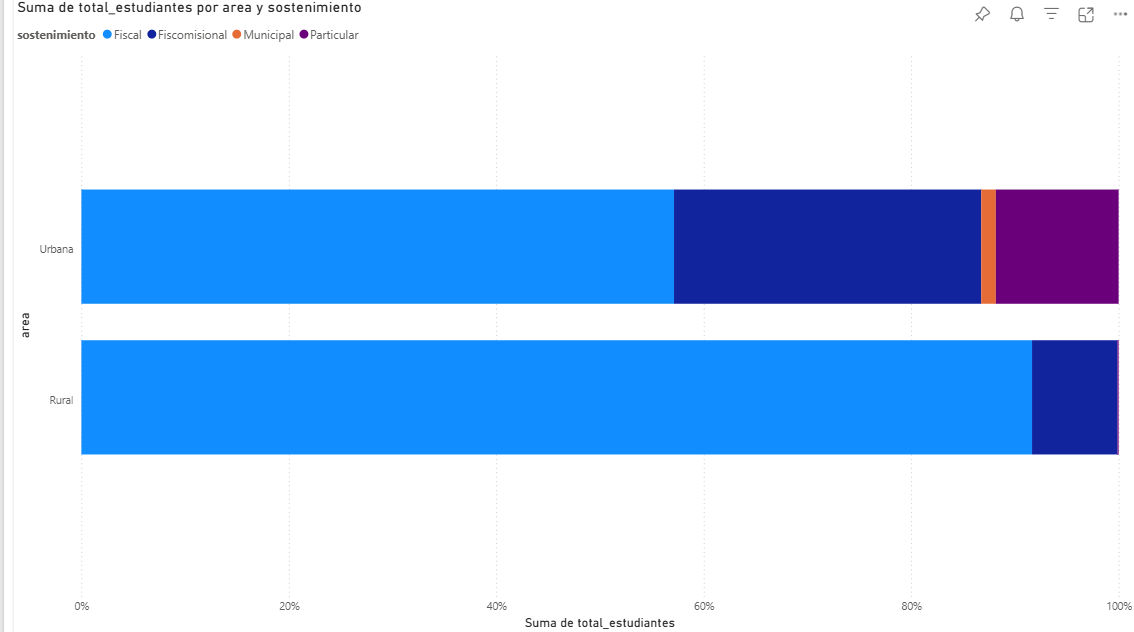 Suma de total_estudiantes por area y sostenimiento
sostenimiento Fiscal Fiscomisional Municipal Particular
Urbana
area
Rural
0% 20% 40% 60% 80% 100%
Suma de total_estudiantes